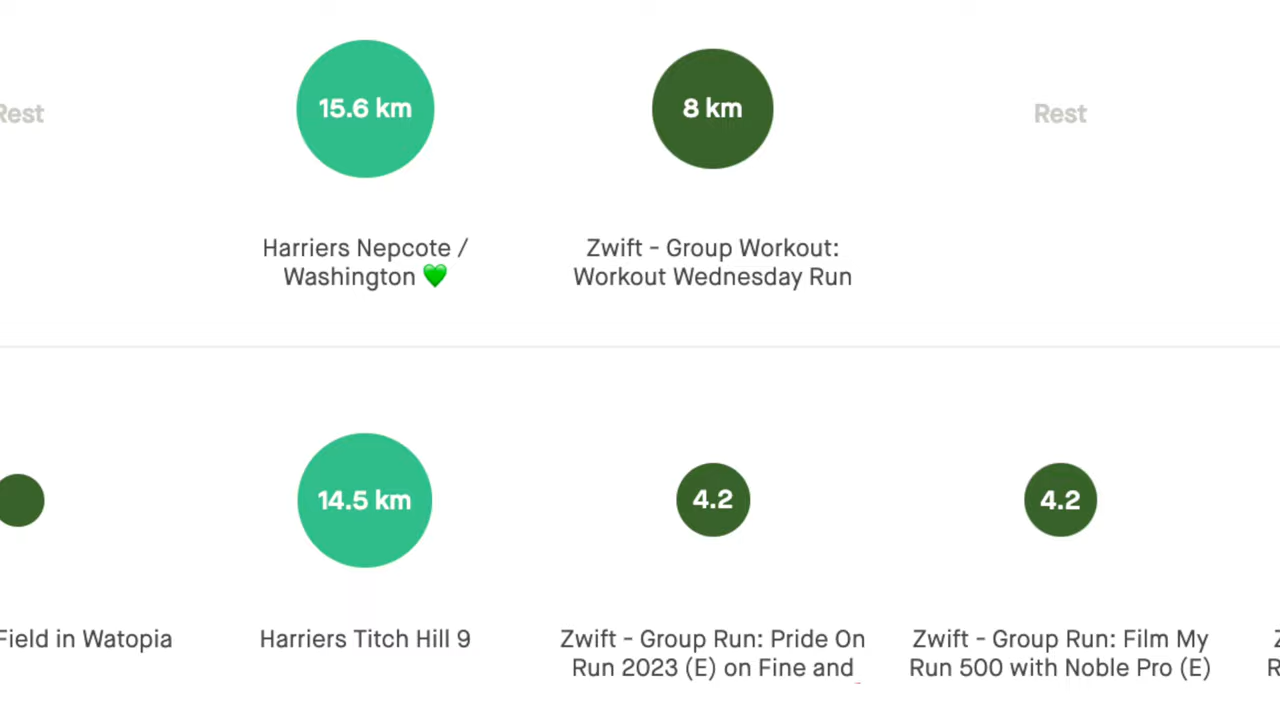 Rest
15.6 km
8 km
Rest
Harriers Nepcote /
Washington 💚
Zwift - Group Workout:
Workout Wednesday Run
14.5 km
4.2
4.2
Field in Watopia
Harriers Titch Hill 9
Zwift - Group Run: Pride On
Run 2023 (E) on Fine and
Zwift - Group Run: Film My
Run 500 with Noble Pro (E)